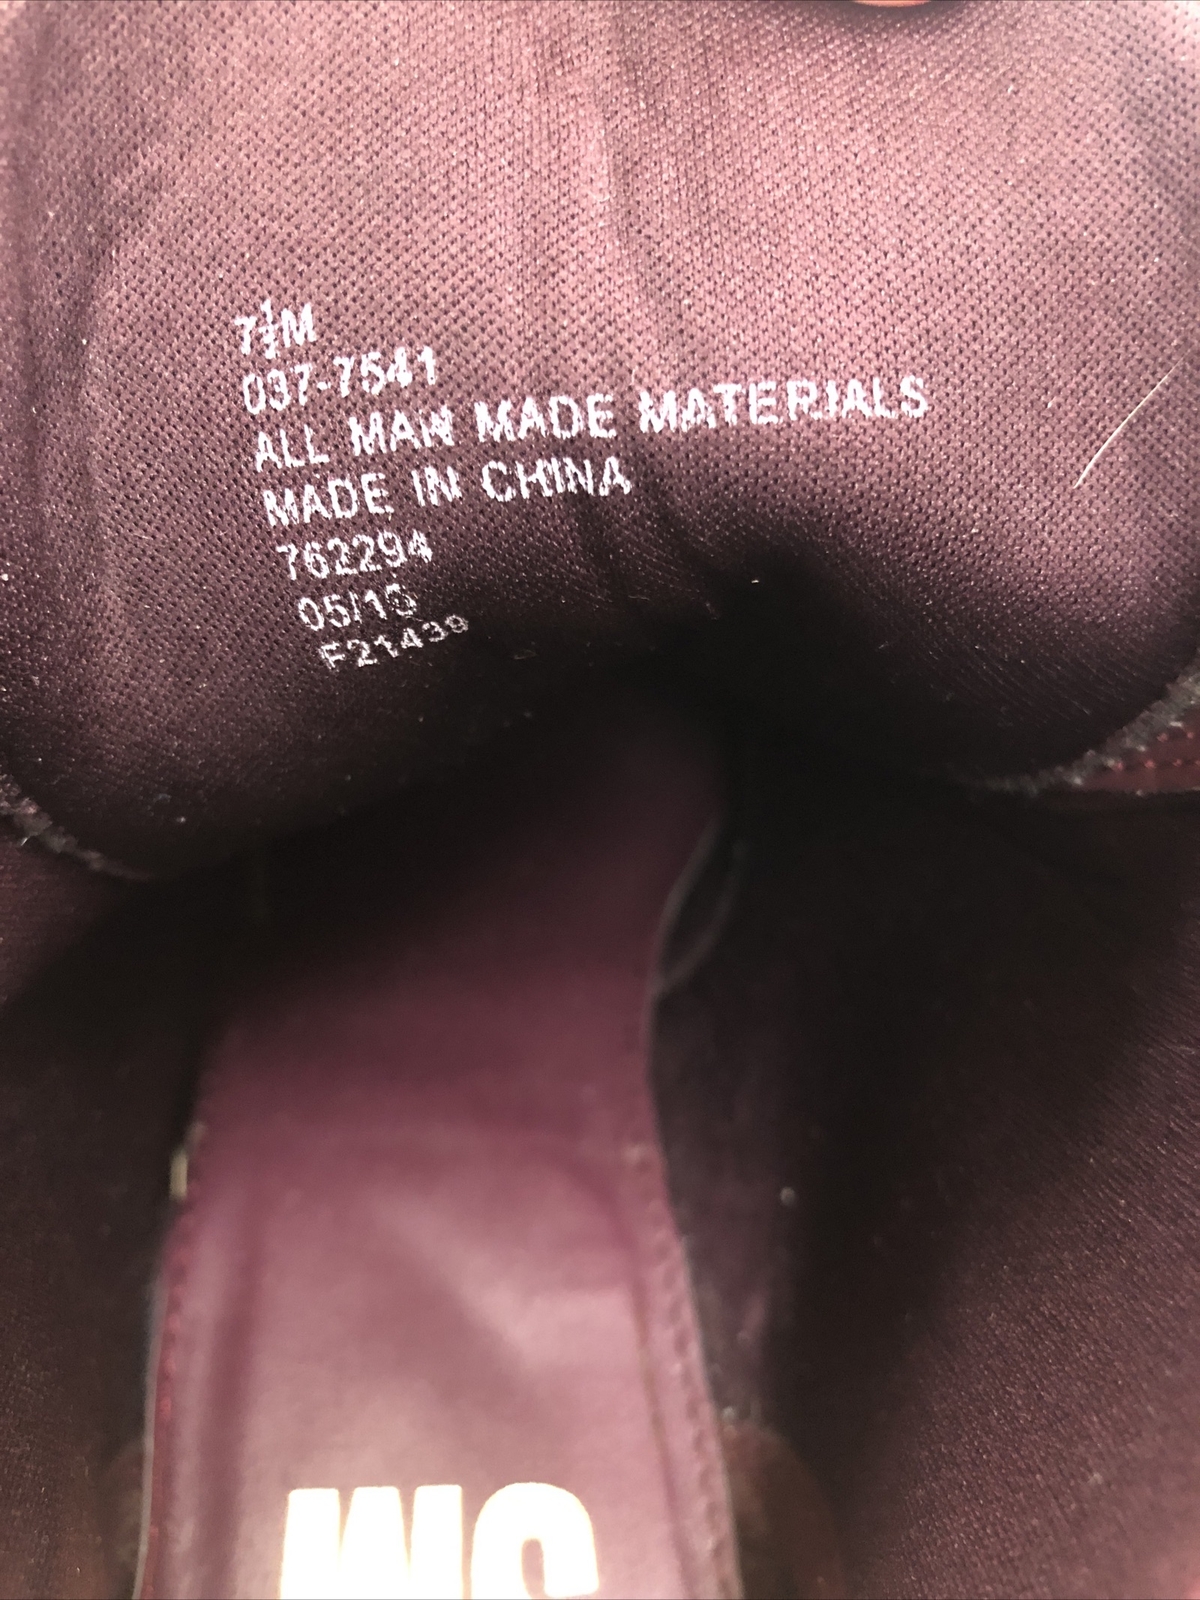 7½M
037-7541
ALL MAN MADE MATERIALS
MADE IN CHINA
762294
05/15
F21439